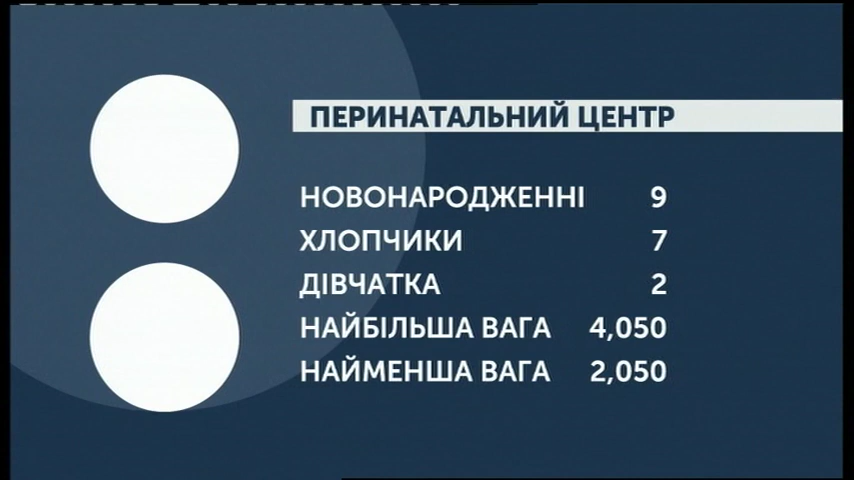 ПЕРИНАТАЛЬНИЙ ЦЕНТР
НОВОНАРОДЖЕННІ 9
ХЛОПЧИКИ 7
ДІВЧАТКА 2
НАЙБІЛЬША ВАГА 4,050
НАЙМЕНША ВАГА 2,050